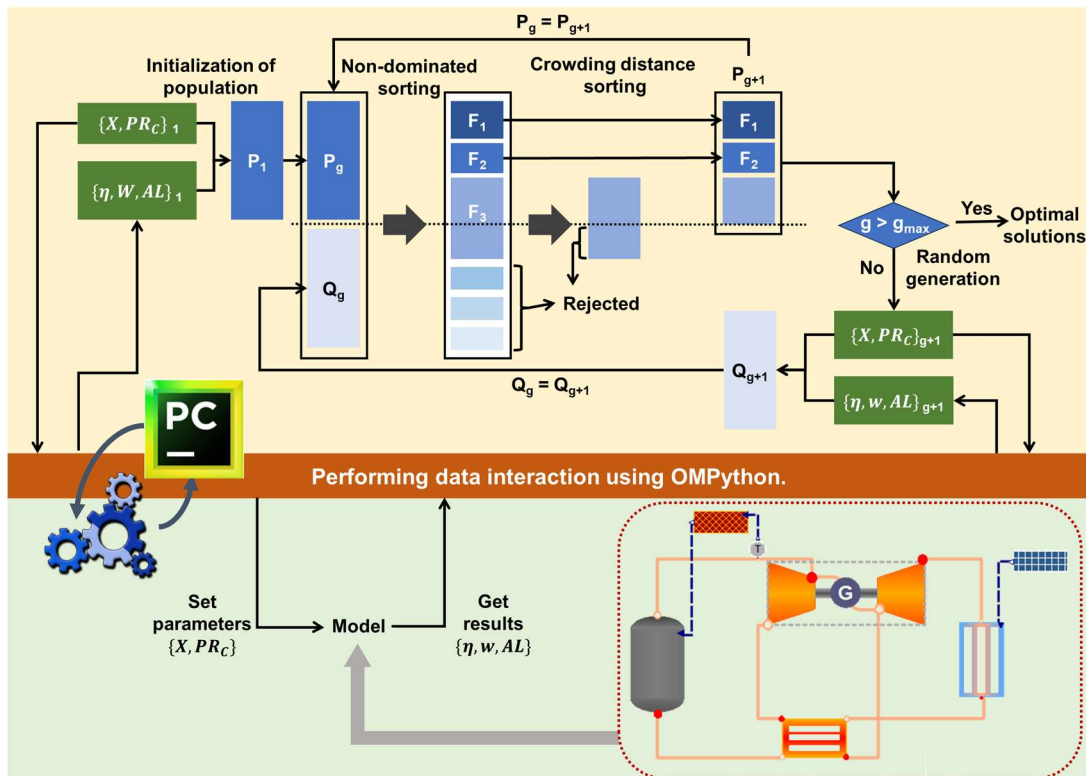 P_g = P_{g+1}
Initialization of
population
Non-dominated
sorting
Crowding distance
sorting
P_{g+1}
{X, PR_C}_1
{η, W, AL}_1
P_1
P_g
Q_g
F_1
F_2
F_3
F_1
F_2
Rejected
g > g_max
Yes
Optimal
solutions
No
Random
generation
{X, PR_C}_{g+1}
{η, w, AL}_{g+1}
Q_{g+1}
Q_g = Q_{g+1}
PC
Performing data interaction using OMPython.
Set
parameters
{X, PR_C}
Model
Get
results
{η, w, AL}
T
G